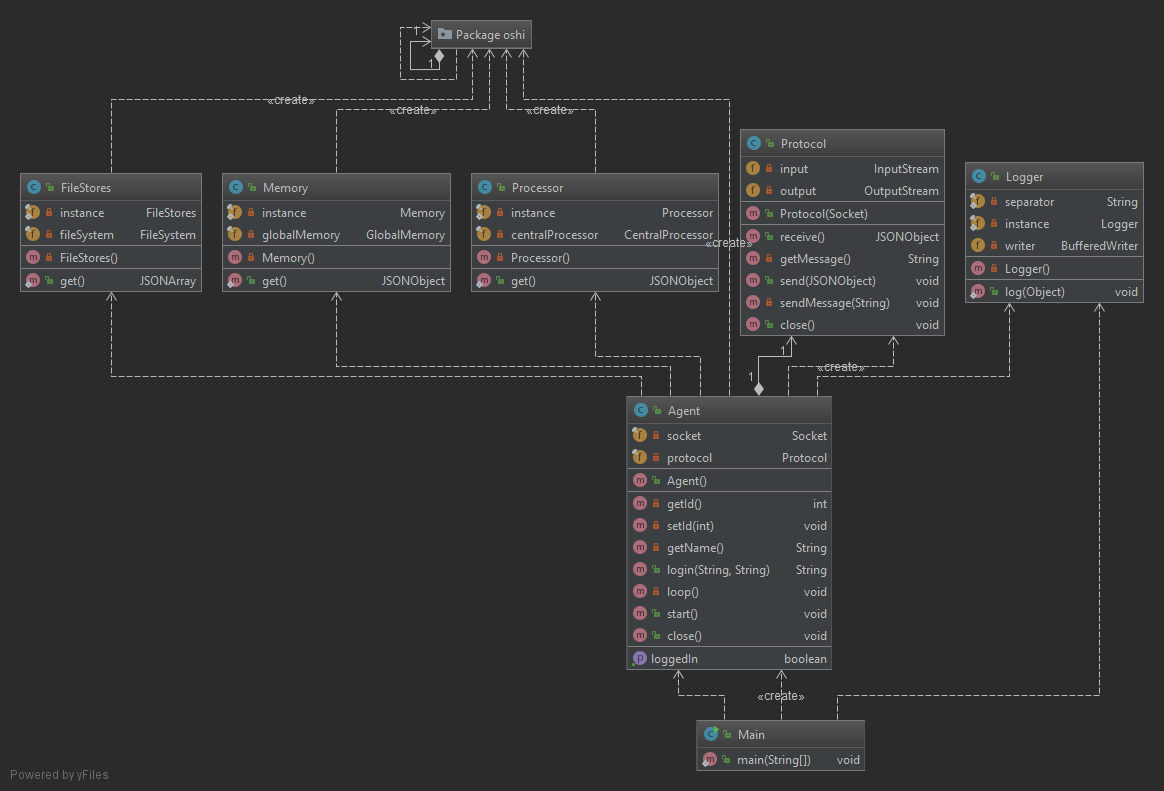 1
Package oshi
1
«create»
«create»
«create»
FileStores
instance FileStores
fileSystem FileSystem
FileStores()
get() JSONArray
Memory
instance Memory
globalMemory GlobalMemory
Memory()
get() JSONObject
Processor
instance Processor
centralProcessor CentralProcessor
Processor()
get() JSONObject
«create»
Protocol
input InputStream
output OutputStream
Protocol(Socket)
receive() JSONObject
getMessage() String
send(JSONObject) void
sendMessage(String) void
close() void
Logger
separator String
instance Logger
writer BufferedWriter
Logger()
log(Object) void
1
1
«create»
Agent
socket Socket
protocol Protocol
Agent()
getId() int
setId(int) void
getName() String
login(String, String) String
loop() void
start() void
close() void
loggedIn boolean
«create»
Main
main(String[]) void
Powered by yFiles